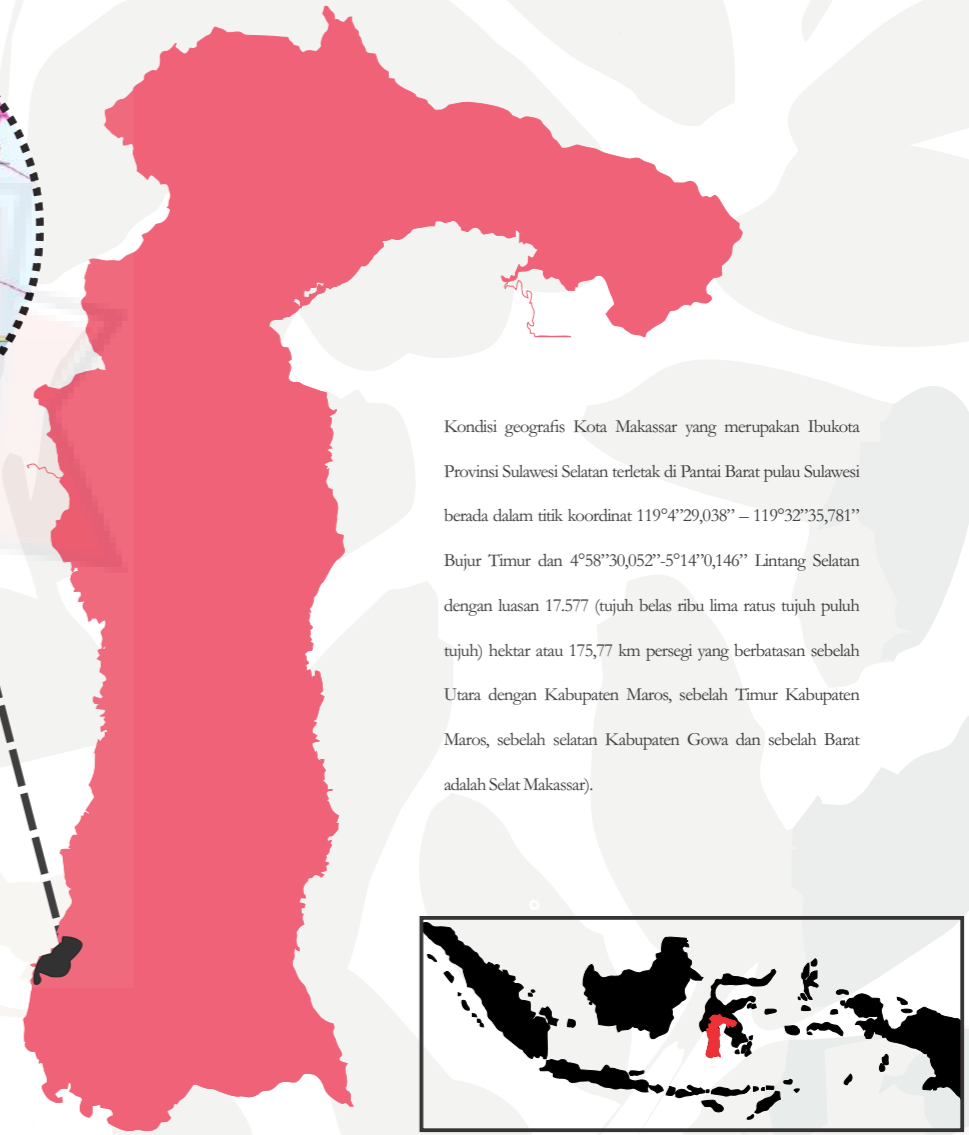 Kondisi geografis Kota Makassar yang merupakan Ibukota
Provinsi Sulawesi Selatan terletak di Pantai Barat pulau Sulawesi
berada dalam titik koordinat 119°4”29,038” – 119°32”35,781”
Bujur Timur dan 4°58”30,052”-5°14”0,146” Lintang Selatan
dengan luasan 17.577 (tujuh belas ribu lima ratus tujuh puluh
tujuh) hektar atau 175,77 km persegi yang berbatasan sebelah
Utara dengan Kabupaten Maros, sebelah Timur Kabupaten
Maros, sebelah selatan Kabupaten Gowa dan sebelah Barat
adalah Selat Makassar).